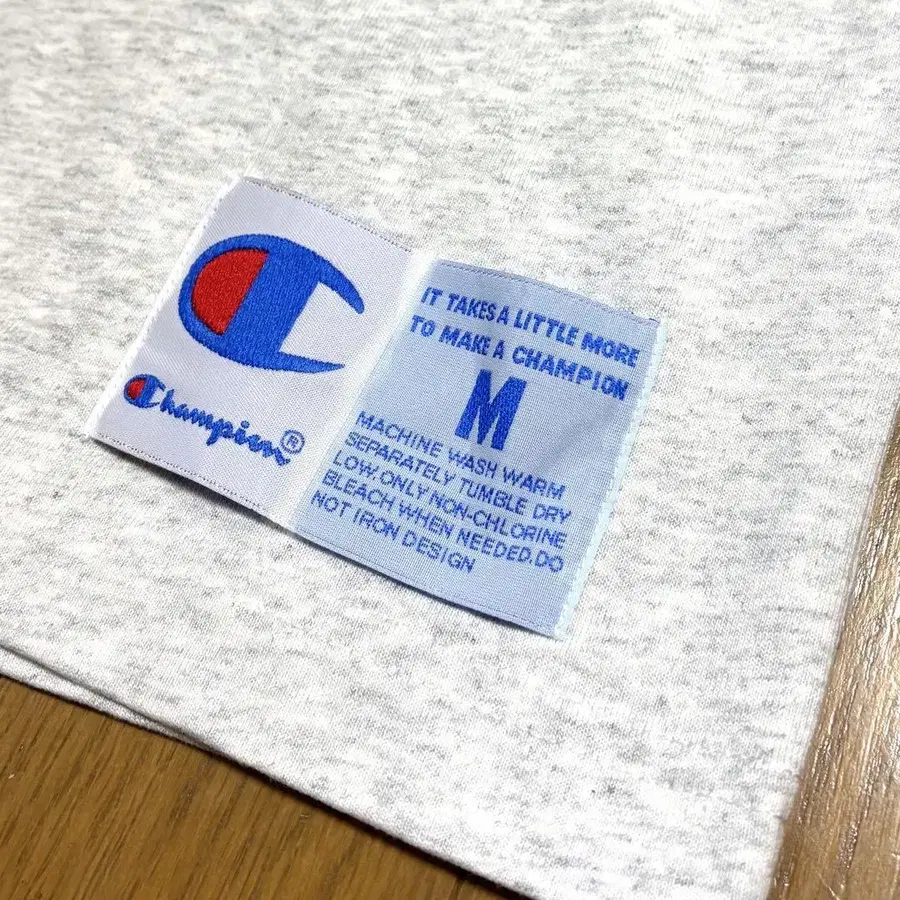 Champion®
IT TAKES A LITTLE MORE
TO MAKE A CHAMPION
M
MACHINE WASH WARM
SEPARATELY TUMBLE DRY
LOW.ONLY NON-CHLORINE
BLEACH WHEN NEEDED.DO
NOT IRON DESIGN